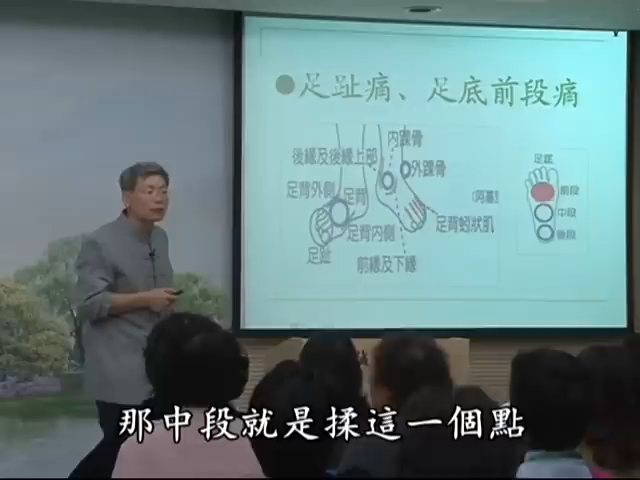 ●足趾痛、足底前段痛
內踝骨
後緣及後緣上部
外踝骨
足底
足背外側
足背
前段
足背蚓狀肌
中段
足背內側
後段
足趾
前緣及下緣
那中段就是揉這一個點